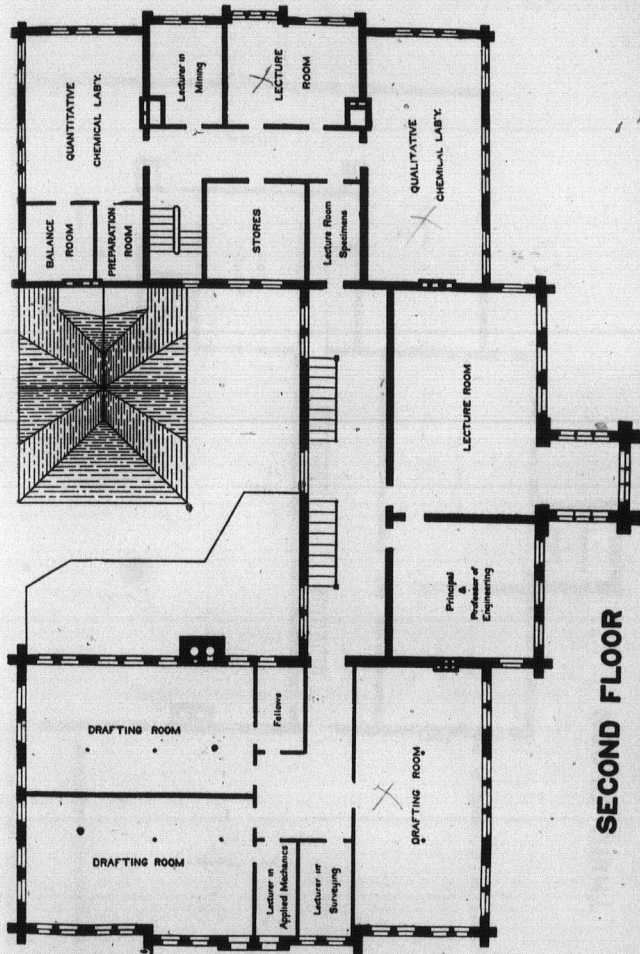 QUANTITATIVE
CHEMICAL LAB'Y.
Lecturer in
Mining
LECTURE
ROOM
QUALITATIVE
CHEMICAL LAB'Y.
BALANCE
ROOM
PREPARATION
ROOM
STORES
Lecture Room
Specimens
LECTURE ROOM
Principal
&
Professor of
Engineering
DRAFTING ROOM
Fellows
DRAFTING ROOM
Lecturer in
Applied Mechanics
Lecturer in
Surveying
DRAFTING ROOM
SECOND FLOOR